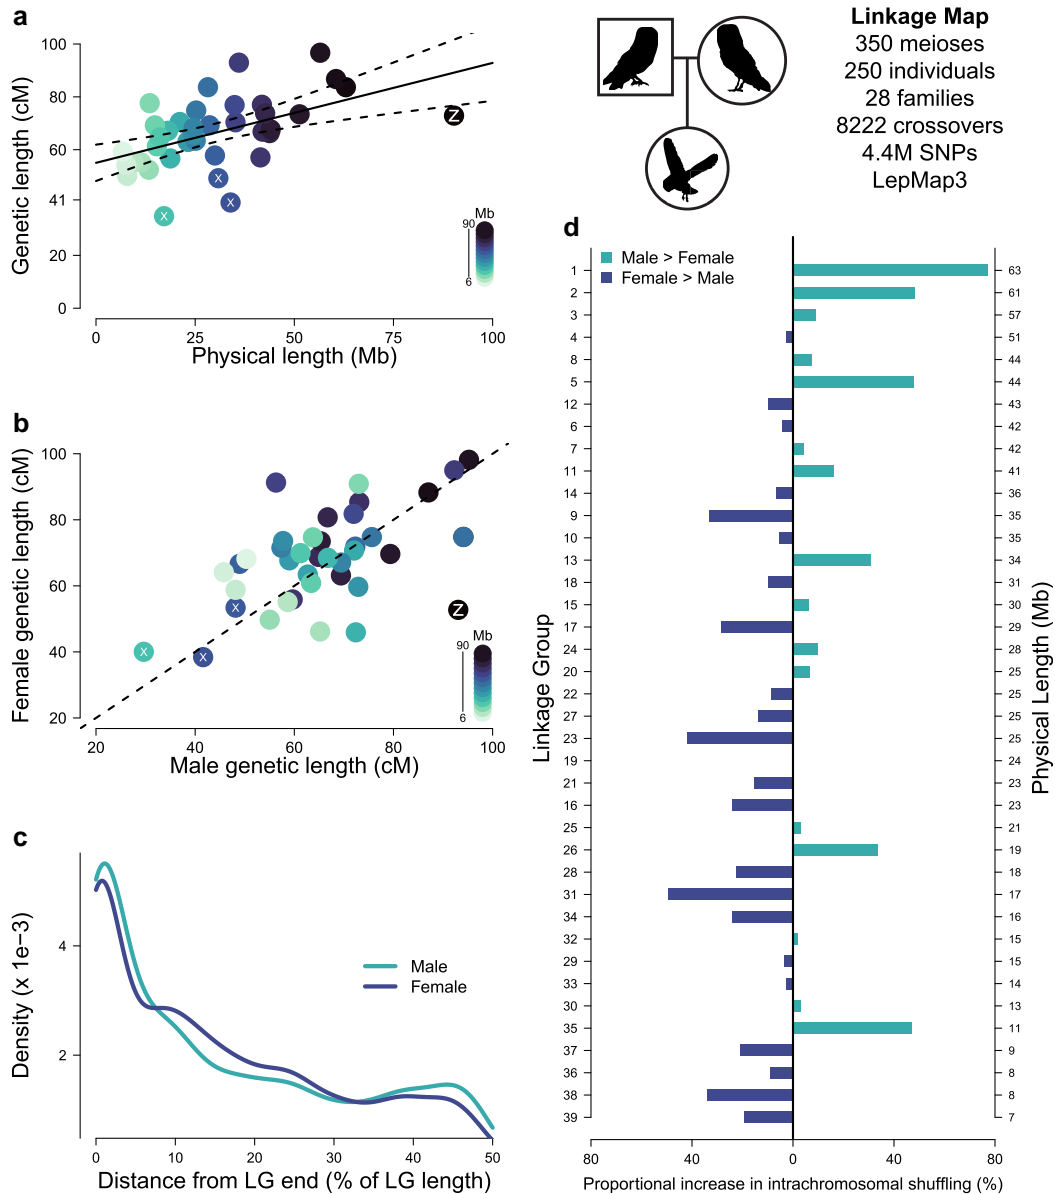 a
Genetic length (cM)
100
80
60
41
20
0
Z
X
X
X
Mb
90
6
0
25
50
75
100
Physical length (Mb)
Linkage Map
350 meioses
250 individuals
28 families
8222 crossovers
4.4M SNPs
LepMap3
b
Female genetic length (cM)
100
80
60
40
20
X
X
X
Z
Mb
90
6
20
40
60
80
100
Male genetic length (cM)
c
Density (x 1e−3)
4
2
Male
Female
0
10
20
30
40
50
Distance from LG end (% of LG length)
d
Male > Female
Female > Male
Linkage Group
Physical Length (Mb)
1 63
2 61
3 57
4 51
8 44
5 44
12 43
6 42
7 42
11 41
14 36
9 35
10 35
13 34
18 31
15 30
17 29
24 28
20 25
22 25
27 25
23 25
19 24
21 23
16 23
25 21
26 19
28 18
31 17
34 16
32 15
29 15
33 14
30 13
35 11
37 9
36 8
38 8
39 7
80
40
0
40
80
Proportional increase in intrachromosomal shuffling (%)